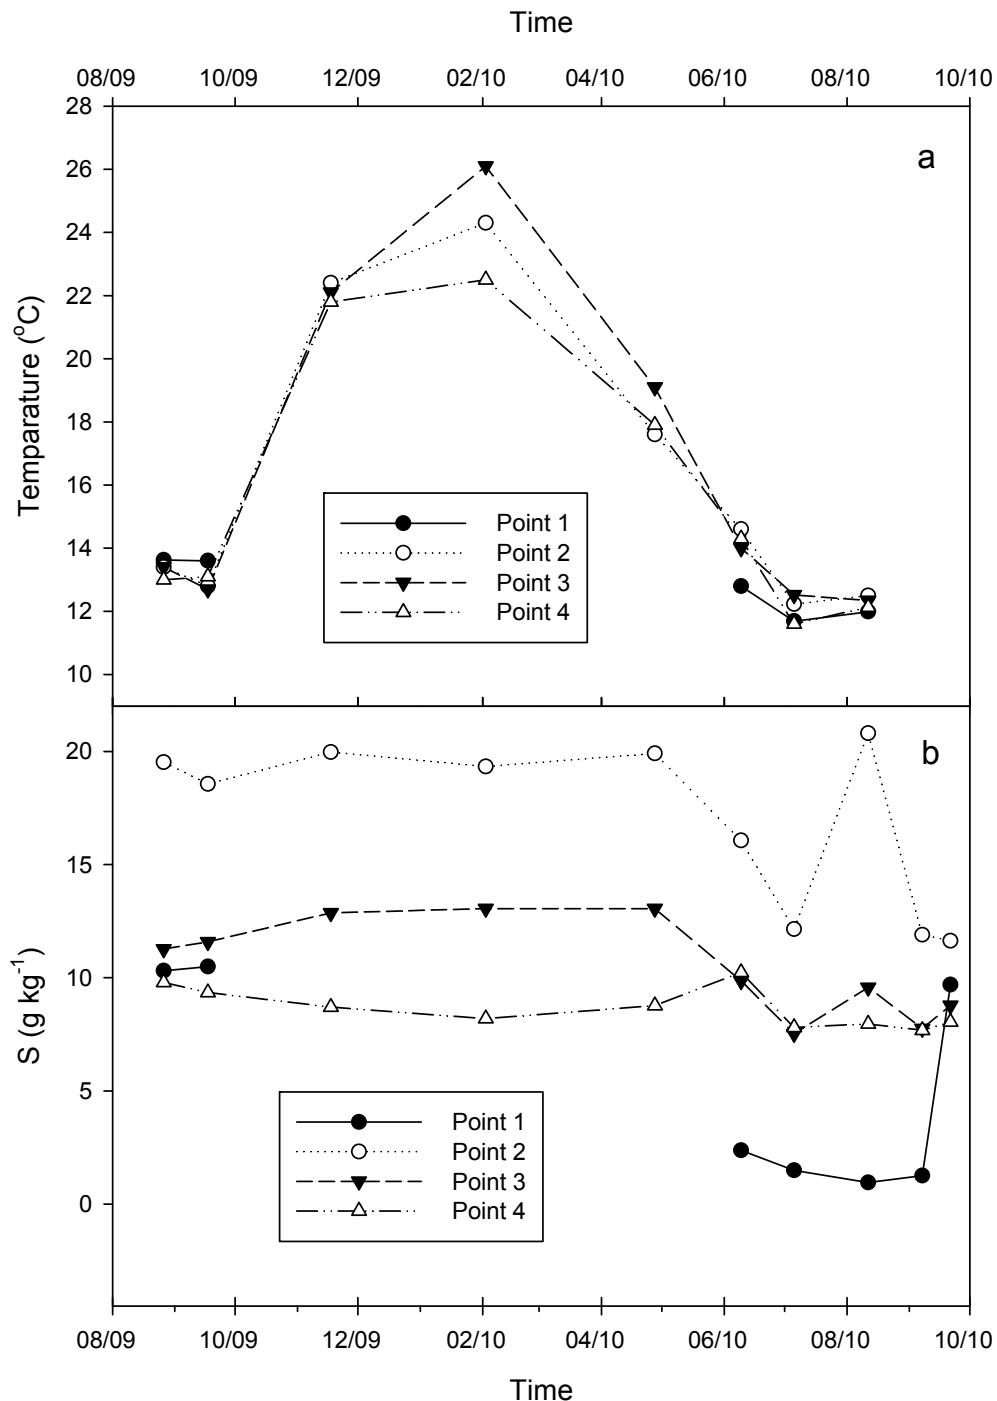 Time
08/09 10/09 12/09 02/10 04/10 06/10 08/10 10/10
28
a
26
24
22
20
18
16
14
12
10
Temparature (°C)
Point 1
Point 2
Point 3
Point 4
b
20
15
10
5
0
S (g kg⁻¹)
Point 1
Point 2
Point 3
Point 4
08/09 10/09 12/09 02/10 04/10 06/10 08/10 10/10
Time